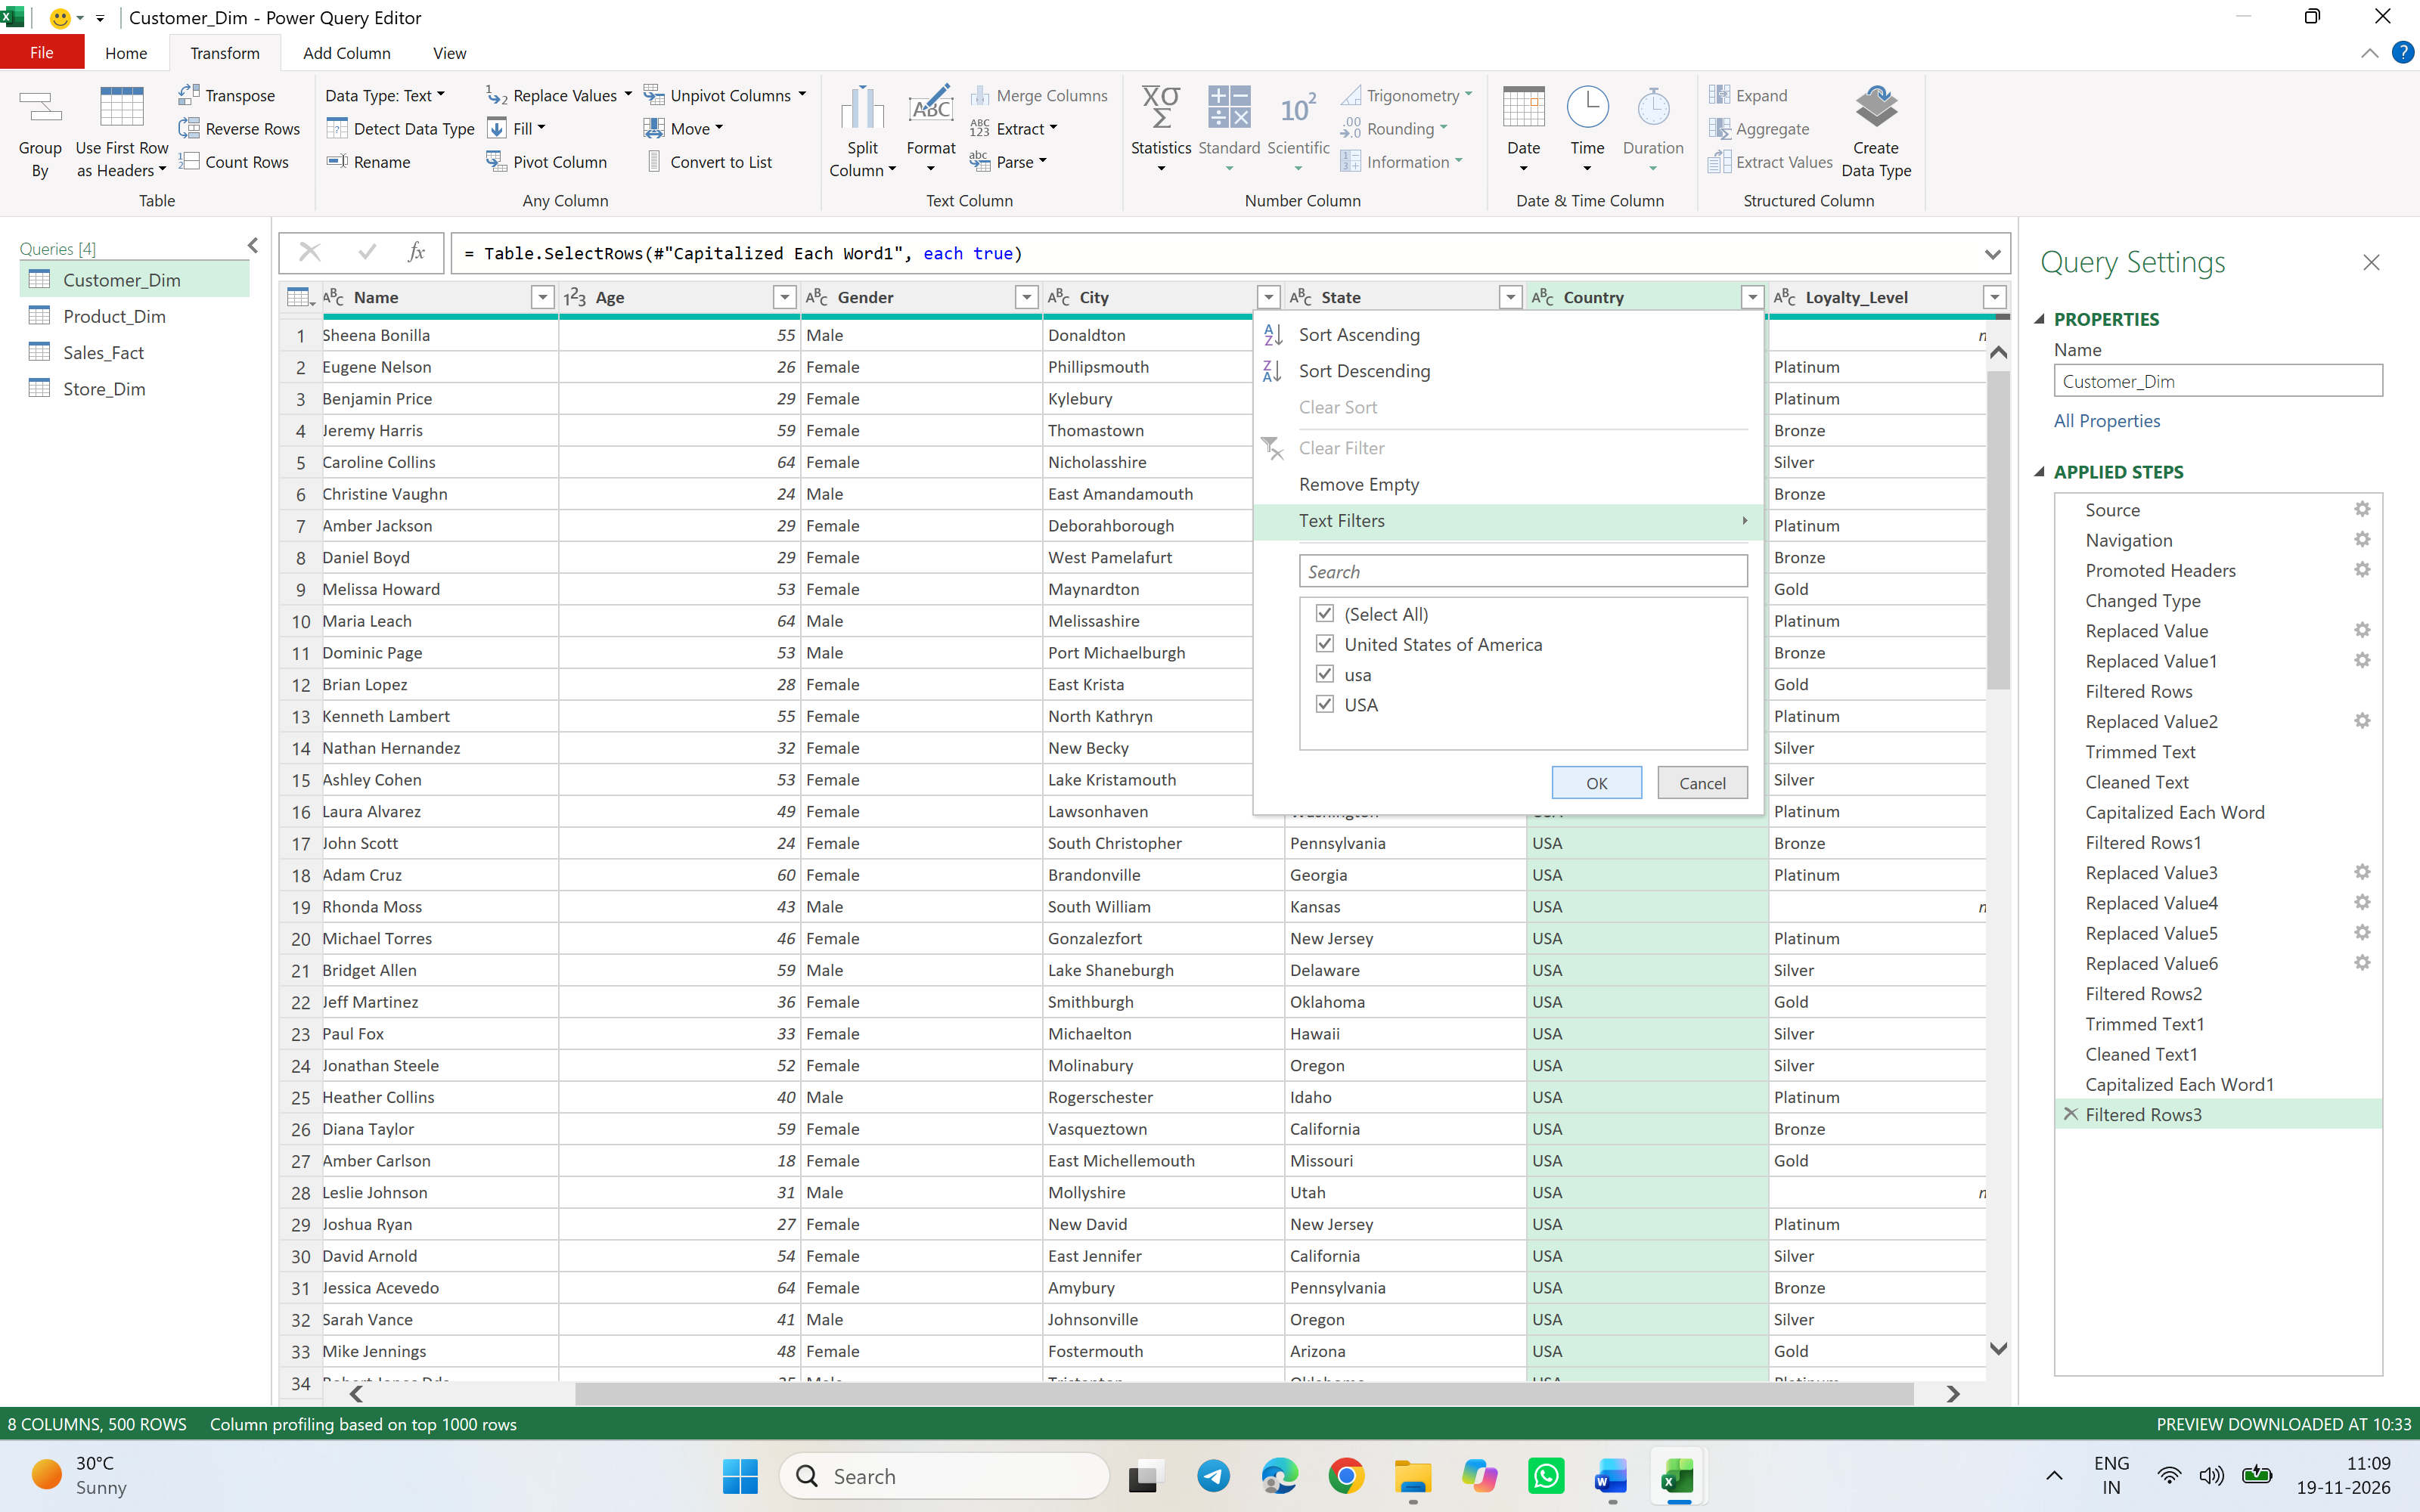 Customer_Dim - Power Query Editor
File Home Transform Add Column View
Group By
Use First Row as Headers
Transpose
Reverse Rows
Count Rows
Table
Data Type: Text
Detect Data Type
Rename
Replace Values
Fill
Pivot Column
Unpivot Columns
Move
Convert to List
Any Column
Split Column
Format
Merge Columns
Extract
Parse
Text Column
Statistics
Standard
Scientific
Trigonometry
Rounding
Information
Number Column
Date
Time
Duration
Date & Time Column
Expand
Aggregate
Extract Values
Create Data Type
Structured Column
Queries [4]
Customer_Dim
Product_Dim
Sales_Fact
Store_Dim
fx = Table.SelectRows(#"Capitalized Each Word1", each true)
Name Age Gender City State Country Loyalty_Level
1 Sheena Bonilla 55 Male Donaldton
2 Eugene Nelson 26 Female Phillipsmouth Platinum
3 Benjamin Price 29 Female Kylebury Platinum
4 Jeremy Harris 59 Female Thomastown Bronze
5 Caroline Collins 64 Female Nicholasshire Silver
6 Christine Vaughn 24 Male East Amandamouth Bronze
7 Amber Jackson 29 Female Deborahborough Platinum
8 Daniel Boyd 29 Female West Pamelafurt Bronze
9 Melissa Howard 53 Female Maynardton Gold
10 Maria Leach 64 Male Melissashire Platinum
11 Dominic Page 53 Male Port Michaelburgh Bronze
12 Brian Lopez 28 Female East Krista Gold
13 Kenneth Lambert 55 Female North Kathryn Platinum
14 Nathan Hernandez 32 Female New Becky Silver
15 Ashley Cohen 53 Female Lake Kristamouth Silver
16 Laura Alvarez 49 Female Lawsonhaven Platinum
17 John Scott 24 Male South Christopher Pennsylvania USA Bronze
18 Adam Cruz 60 Female Brandonville Georgia USA Platinum
19 Rhonda Moss 43 Male South William Kansas USA
20 Michael Torres 46 Female Gonzalezfort New Jersey USA Platinum
21 Bridget Allen 59 Male Lake Shaneburgh Delaware USA Silver
22 Jeff Martinez 36 Female Smithburgh Oklahoma USA Gold
23 Paul Fox 33 Female Michaelton Hawaii USA Silver
24 Jonathan Steele 52 Female Molinabury Oregon USA Silver
25 Heather Collins 40 Male Rogerschester Idaho USA Platinum
26 Diana Taylor 59 Female Vasqueztown California USA Bronze
27 Amber Carlson 18 Female East Michellemouth Missouri USA Gold
28 Leslie Johnson 31 Male Mollyshire Utah USA
29 Joshua Ryan 27 Female New David New Jersey USA Platinum
30 David Arnold 54 Female East Jennifer California USA Silver
31 Jessica Acevedo 64 Female Amybury Pennsylvania USA Bronze
32 Sarah Vance 41 Male Johnsonville Oregon USA Silver
33 Mike Jennings 48 Female Fostermouth Arizona USA Gold
34
Sort Ascending
Sort Descending
Clear Sort
Clear Filter
Remove Empty
Text Filters
Search
(Select All)
United States of America
usa
USA
OK Cancel
Query Settings
PROPERTIES
Name
Customer_Dim
All Properties
APPLIED STEPS
Source
Navigation
Promoted Headers
Changed Type
Replaced Value
Replaced Value1
Filtered Rows
Replaced Value2
Trimmed Text
Cleaned Text
Capitalized Each Word
Filtered Rows1
Replaced Value3
Replaced Value4
Replaced Value5
Replaced Value6
Filtered Rows2
Trimmed Text1
Cleaned Text1
Capitalized Each Word1
Filtered Rows3
8 COLUMNS, 500 ROWS Column profiling based on top 1000 rows PREVIEW DOWNLOADED AT 10:33
30°C
Sunny
Search
ENG
IN
11:09
19-11-2026